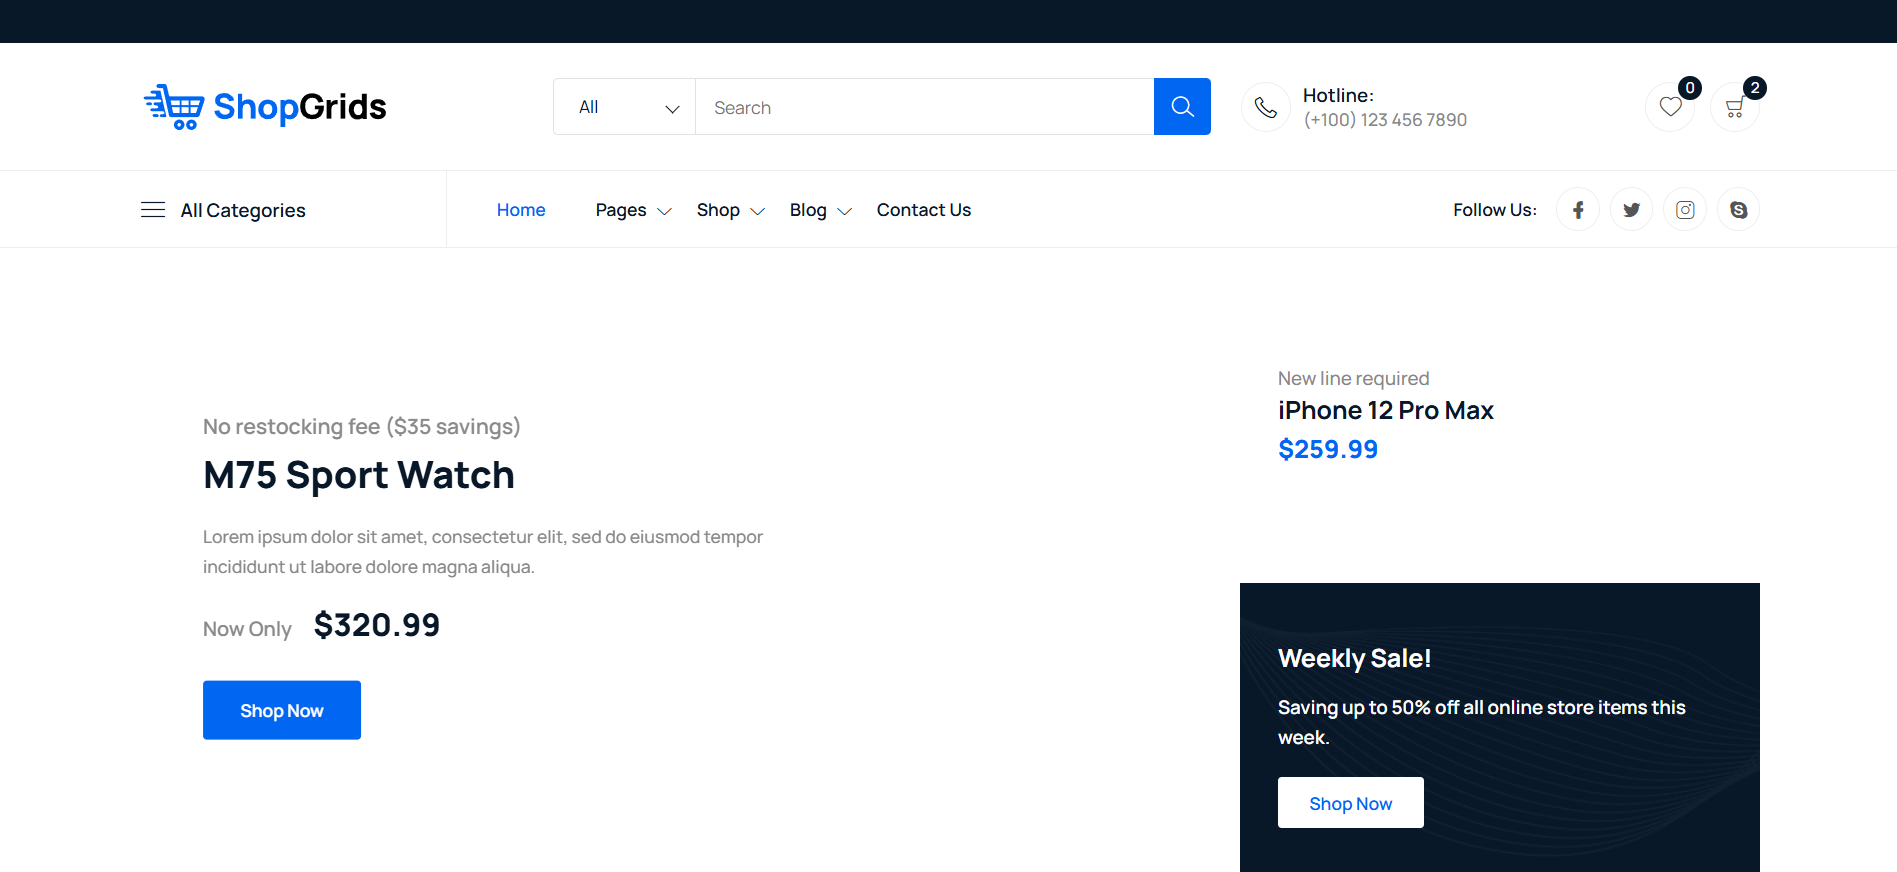 ShopGrids
All
Search
Hotline:
(+100) 123 456 7890
0
2
All Categories
Home
Pages
Shop
Blog
Contact Us
Follow Us:
No restocking fee ($35 savings)
M75 Sport Watch
Lorem ipsum dolor sit amet, consectetur elit, sed do eiusmod tempor
incididunt ut labore dolore magna aliqua.
Now Only $320.99
Shop Now
New line required
iPhone 12 Pro Max
$259.99
Weekly Sale!
Saving up to 50% off all online store items this
week.
Shop Now